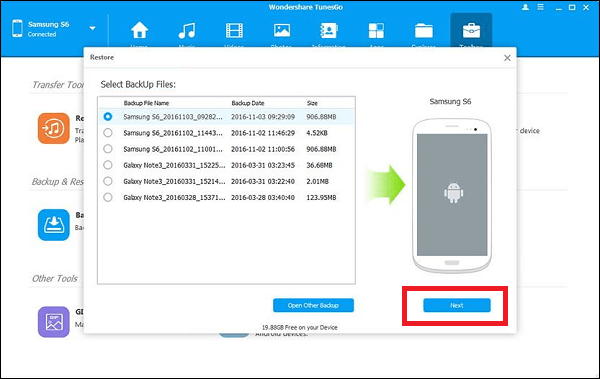 Wondershare TunesGo
Samsung S6
Connected
Home Music Videos Photos Information Apps Explorer Toolbox
Restore
Select BackUp Files:
Backup File Name Backup Date Size
Samsung S6_20161103_09282... 2016-11-03 09:29:09 906.88MB
Samsung S6_20161102_11443... 2016-11-02 11:46:29 4.52KB
Samsung S6_20161102_11001... 2016-11-02 11:00:56 906.88MB
Galaxy Note3_20160331_15225... 2016-03-31 03:23:45 36.68MB
Galaxy Note3_20160331_15214... 2016-03-31 03:22:40 2.01MB
Galaxy Note3_20160328_15371... 2016-03-28 03:40:40 123.95MB
Samsung S6
Open Other Backup
Next
19.88GB Free on your Device
Transfer Tool
Re
Tra
Pla
device
Backup & Res
Ba
Bac
Other Tools
GI
Android devices.